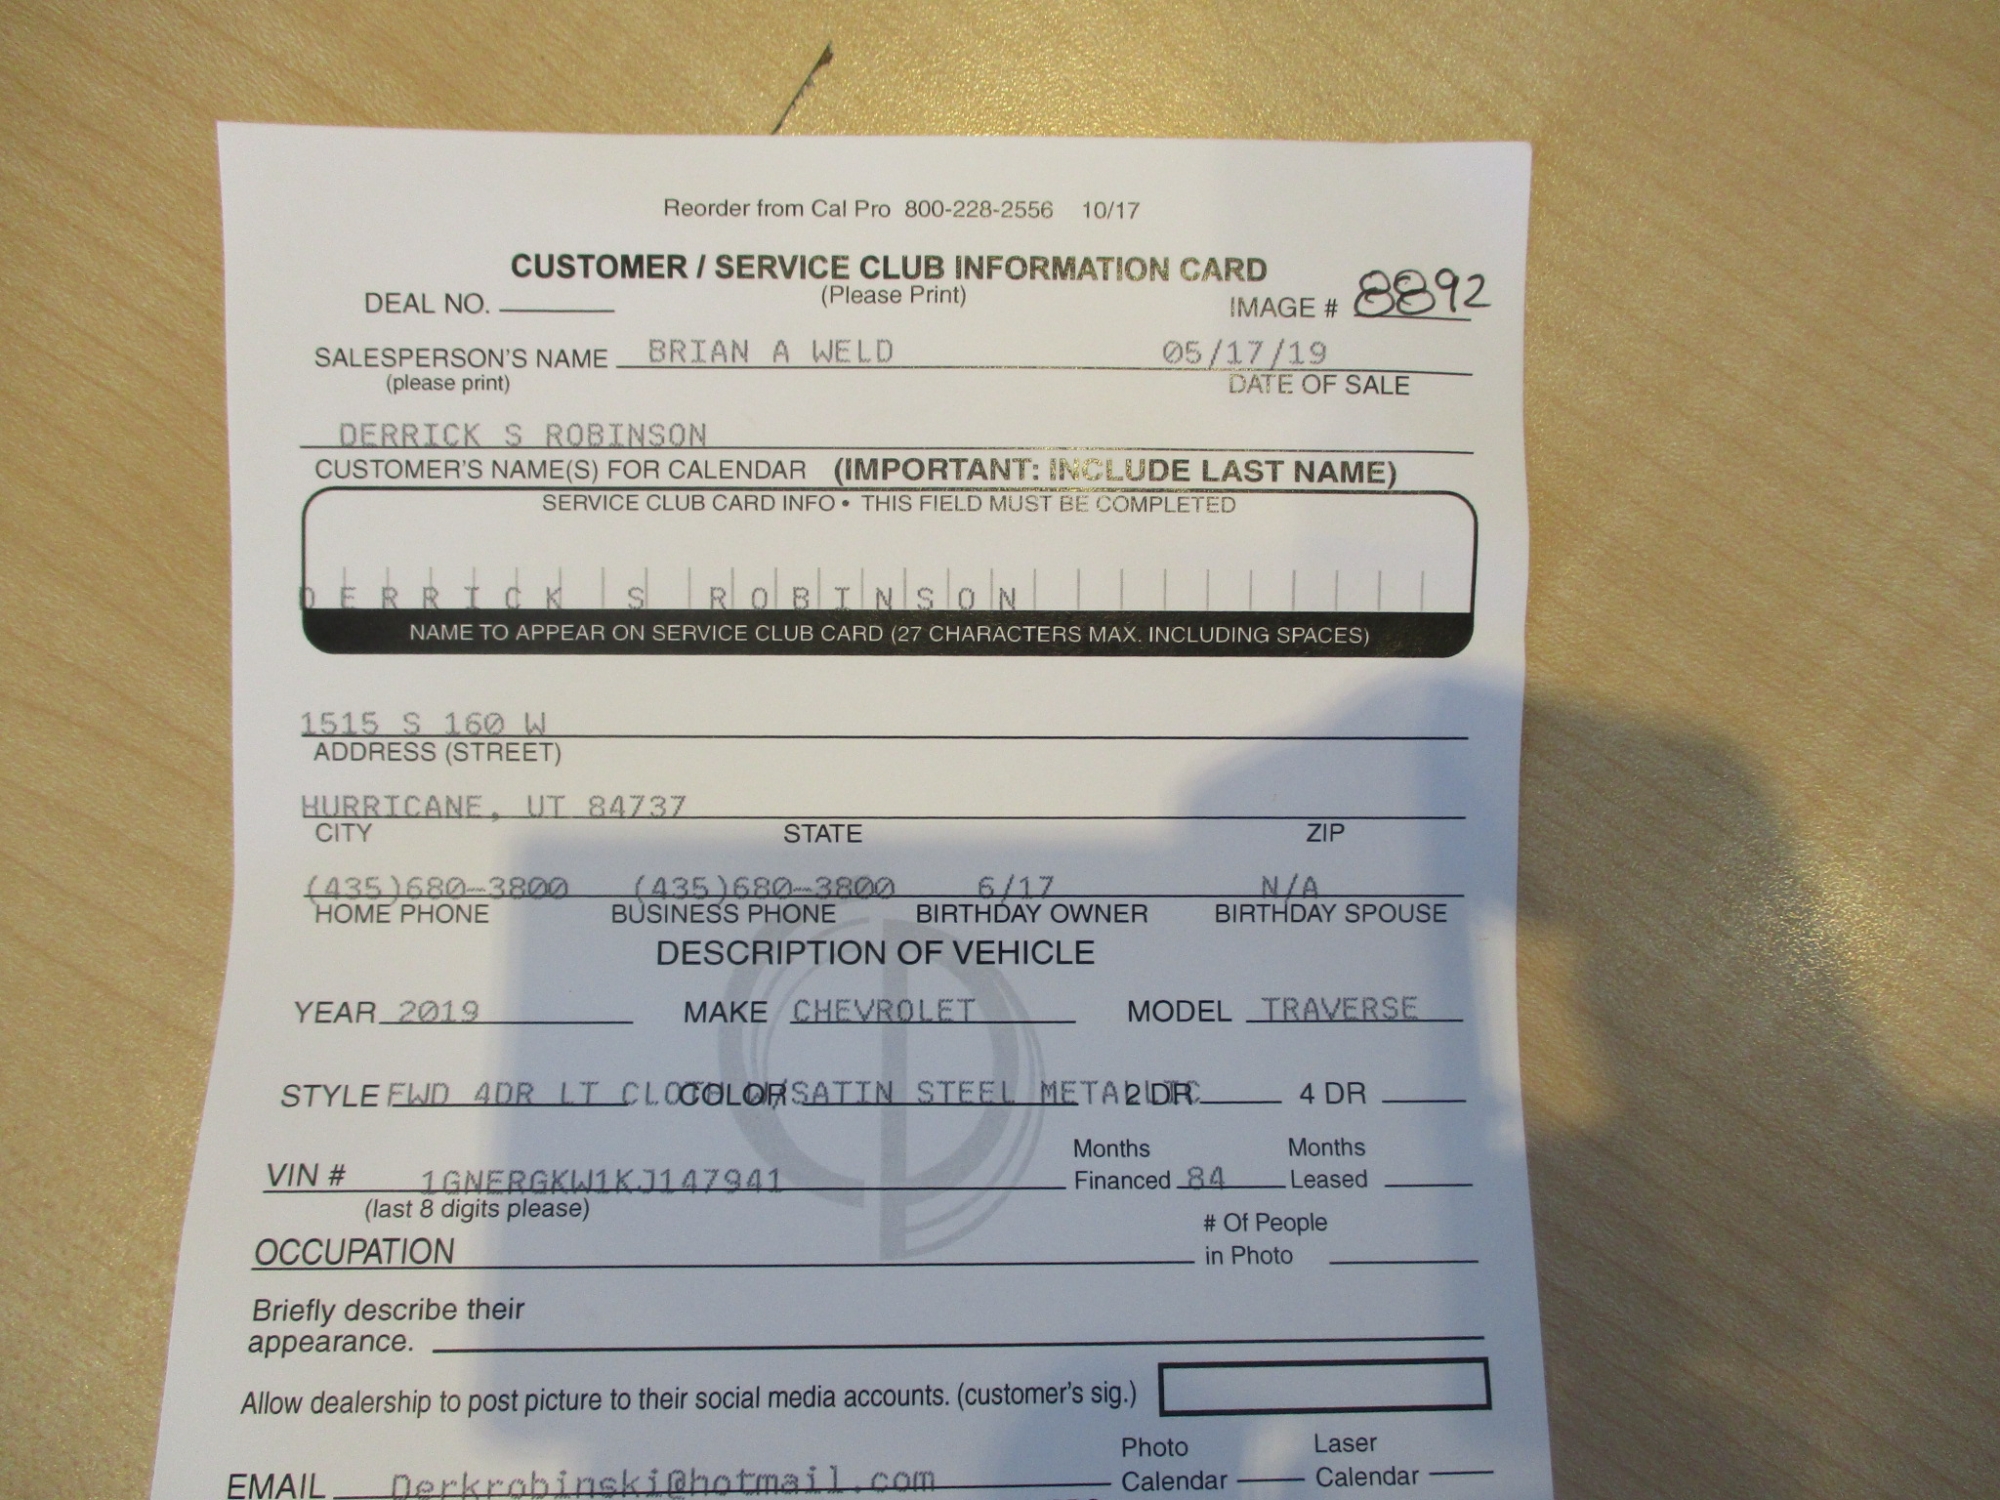 Reorder from Cal Pro 800-228-2556 10/17
CUSTOMER / SERVICE CLUB INFORMATION CARD
(Please Print)
DEAL NO. IMAGE # 8892
SALESPERSON'S NAME BRIAN A WELD 05/17/19
(please print) DATE OF SALE
DERRICK S ROBINSON
CUSTOMER'S NAME(S) FOR CALENDAR (IMPORTANT: INCLUDE LAST NAME)
SERVICE CLUB CARD INFO • THIS FIELD MUST BE COMPLETED
DERRICK S ROBINSON
NAME TO APPEAR ON SERVICE CLUB CARD (27 CHARACTERS MAX. INCLUDING SPACES)
1515 S 160 W
ADDRESS (STREET)
HURRICANE, UT 84737
CITY STATE ZIP
(435)680-3800 (435)680-3800 6/17 N/A
HOME PHONE BUSINESS PHONE BIRTHDAY OWNER BIRTHDAY SPOUSE
DESCRIPTION OF VEHICLE
YEAR 2019 MAKE CHEVROLET MODEL TRAVERSE
STYLE FWD 4DR LT CLOTH W/ COLOR SATIN STEEL METALLIC 2 DR 4 DR
VIN # 1GNERGKW1KJ147941 Months Financed 84 Months Leased
(last 8 digits please)
OCCUPATION # Of People in Photo
Briefly describe their
appearance.
Allow dealership to post picture to their social media accounts. (customer's sig.)
EMAIL Derkrobinski@hotmail.com Photo Calendar Laser Calendar